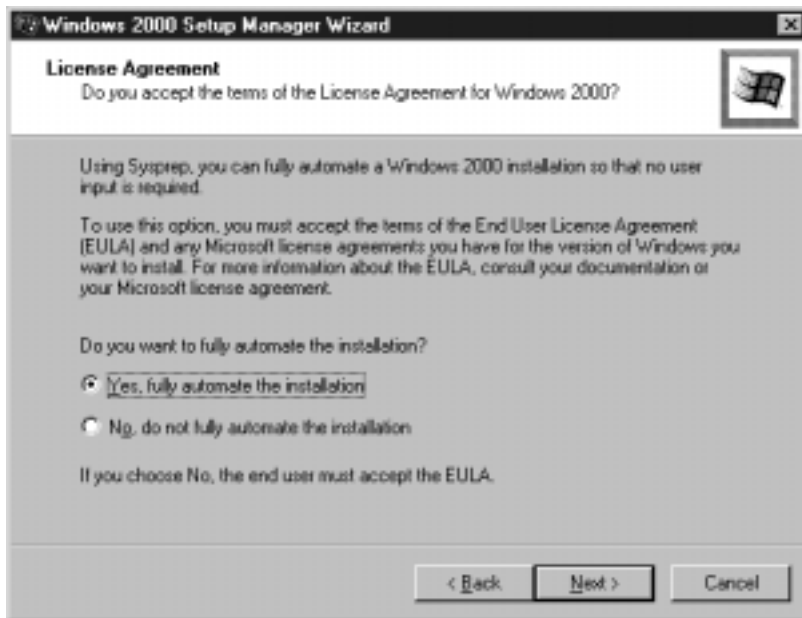 Windows 2000 Setup Manager Wizard
License Agreement
Do you accept the terms of the License Agreement for Windows 2000?
Using Sysprep, you can fully automate a Windows 2000 installation so that no user
input is required.
To use this option, you must accept the terms of the End User License Agreement
(EULA) and any Microsoft license agreements you have for the version of Windows you
want to install. For more information about the EULA, consult your documentation or
your Microsoft license agreement.
Do you want to fully automate the installation?
Yes, fully automate the installation
No, do not fully automate the installation
If you choose No, the end user must accept the EULA.
< Back Next > Cancel